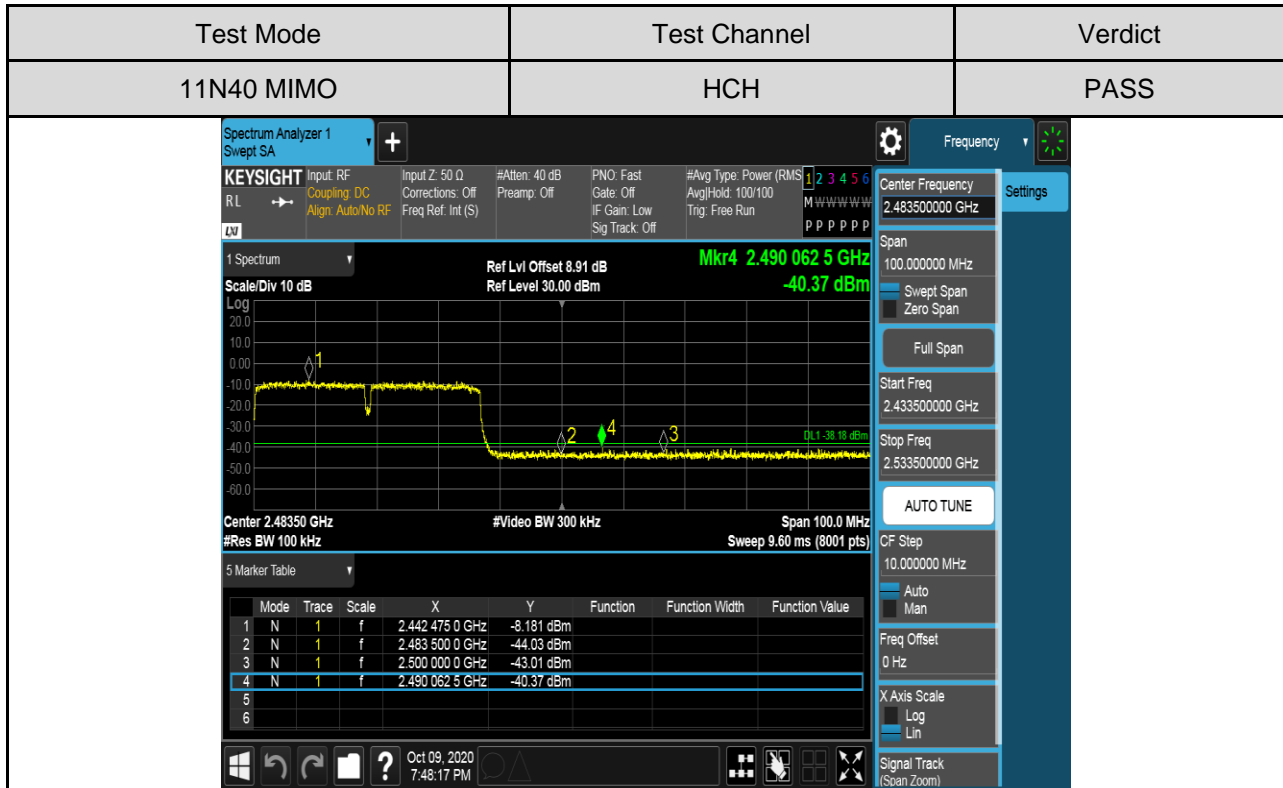 Test Mode Test Channel Verdict
11N40 MIMO HCH PASS
Spectrum Analyzer 1
Swept SA
Frequency
KEYSIGHT Input: RF Input Z: 50 Ω #Atten: 40 dB PNO: Fast #Avg Type: Power (RMS 1 2 3 4 5 6
RL Coupling: DC Corrections: Off Preamp: Off Gate: Off Avg|Hold: 100/100 M W W W W W
Align: Auto/No RF Freq Ref: Int (S) IF Gain: Low Trig: Free Run
LXI Sig Track: Off P P P P P P
Center Frequency
2.483500000 GHz
Settings
Span
100.000000 MHz
Swept Span
Zero Span
Full Span
Start Freq
2.433500000 GHz
Stop Freq
2.533500000 GHz
AUTO TUNE
CF Step
10.000000 MHz
Auto
Man
Freq Offset
0 Hz
X Axis Scale
Log
Lin
Signal Track
(Span Zoom)
1 Spectrum
Ref Lvl Offset 8.91 dB Mkr4 2.490 062 5 GHz
Scale/Div 10 dB Ref Level 30.00 dBm -40.37 dBm
Log
20.0
10.0
0.00
-10.0
-20.0
-30.0
-40.0
-50.0
-60.0
1
2
4
3
DL1 -38.18 dBm
Center 2.48350 GHz #Video BW 300 kHz Span 100.0 MHz
#Res BW 100 kHz Sweep 9.60 ms (8001 pts)
5 Marker Table
Mode Trace Scale X Y Function Function Width Function Value
1 N 1 f 2.442 475 0 GHz -8.181 dBm
2 N 1 f 2.483 500 0 GHz -44.03 dBm
3 N 1 f 2.500 000 0 GHz -43.01 dBm
4 N 1 f 2.490 062 5 GHz -40.37 dBm
5
6
?
Oct 09, 2020
7:48:17 PM